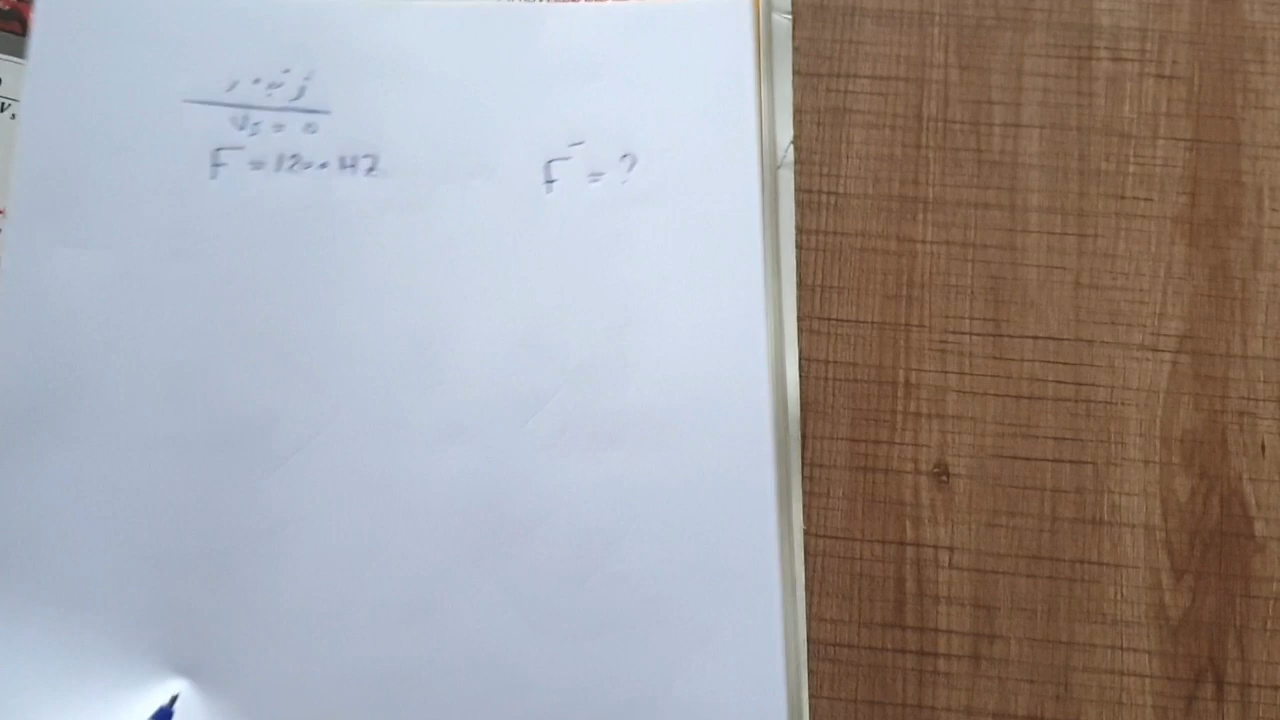 Vs = 0
F = 1200 HZ
F' = ?